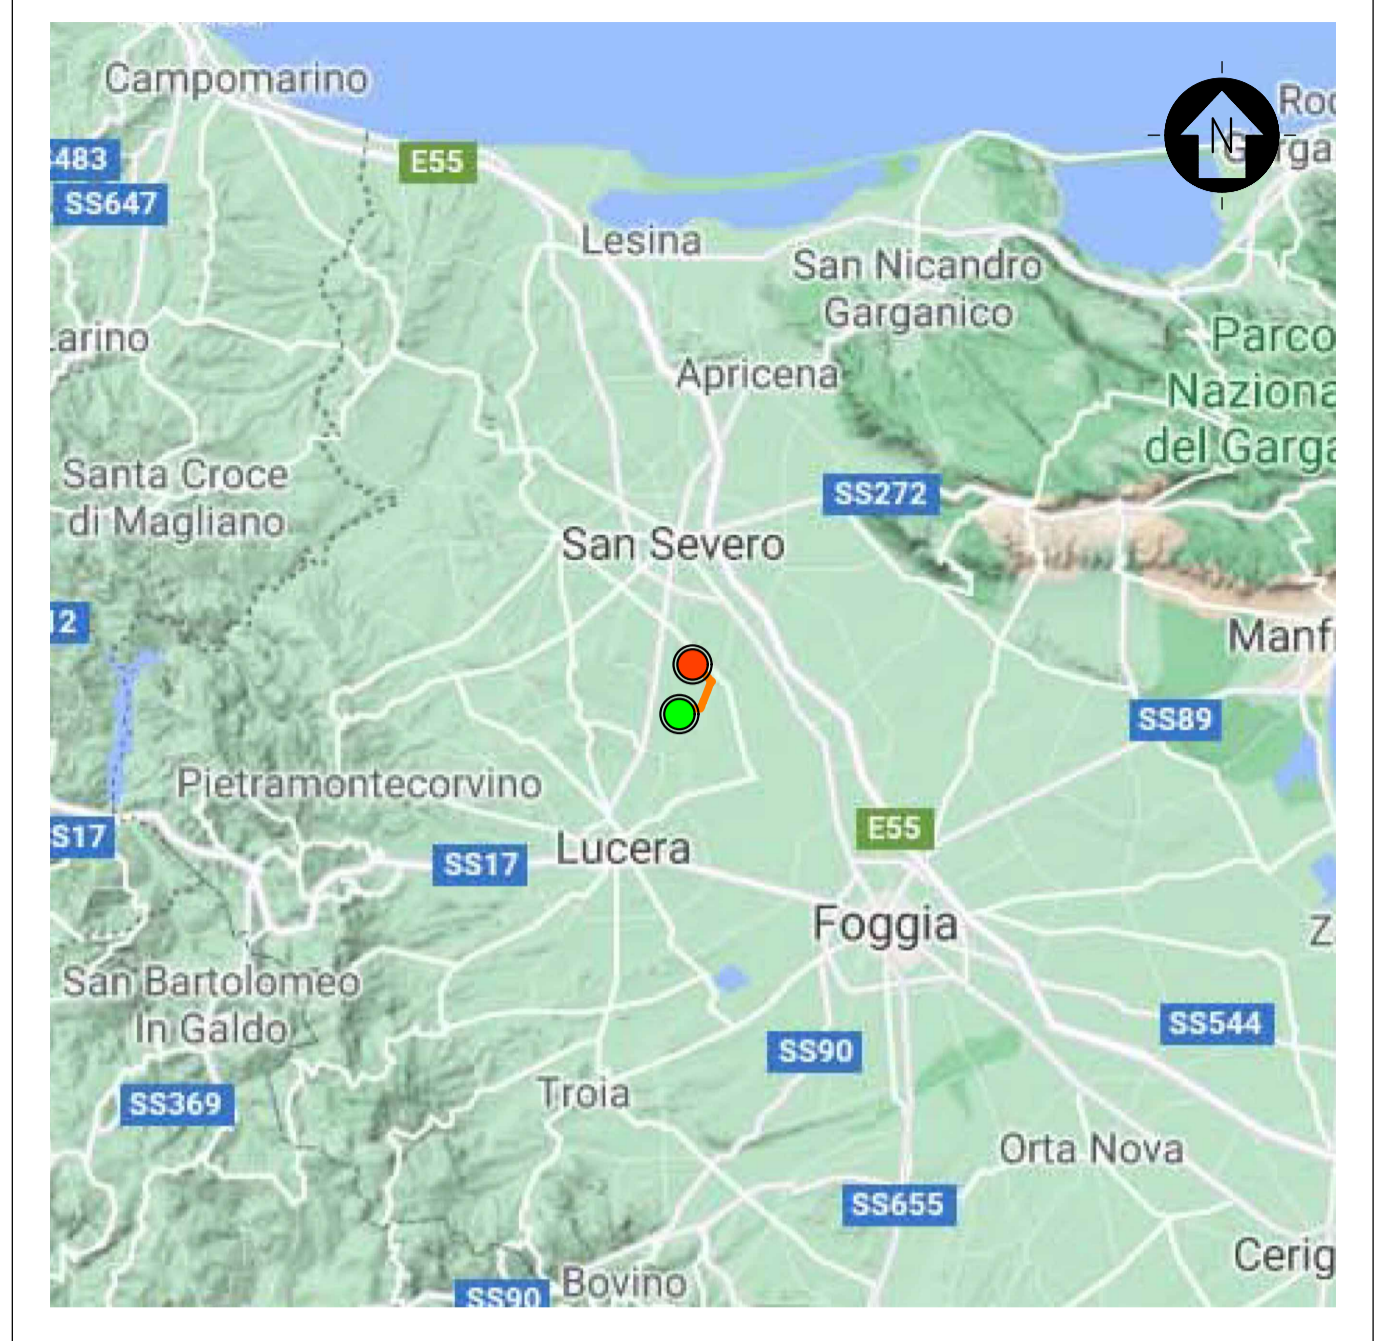 Campomarino
N
483
E55
SS647
Lesina
San Nicandro
Garganico
arino
Parco
Apricena
Naziona
del Garga
Santa Croce
di Magliano
SS272
San Severo
12
Manf
SS89
Pietramontecorvino
E55
S17
Lucera
SS17
Foggia
Z
San Bartolomeo
In Galdo
SS544
SS90
Troia
SS369
Orta Nova
SS655
Cerig
Bovino
SS90